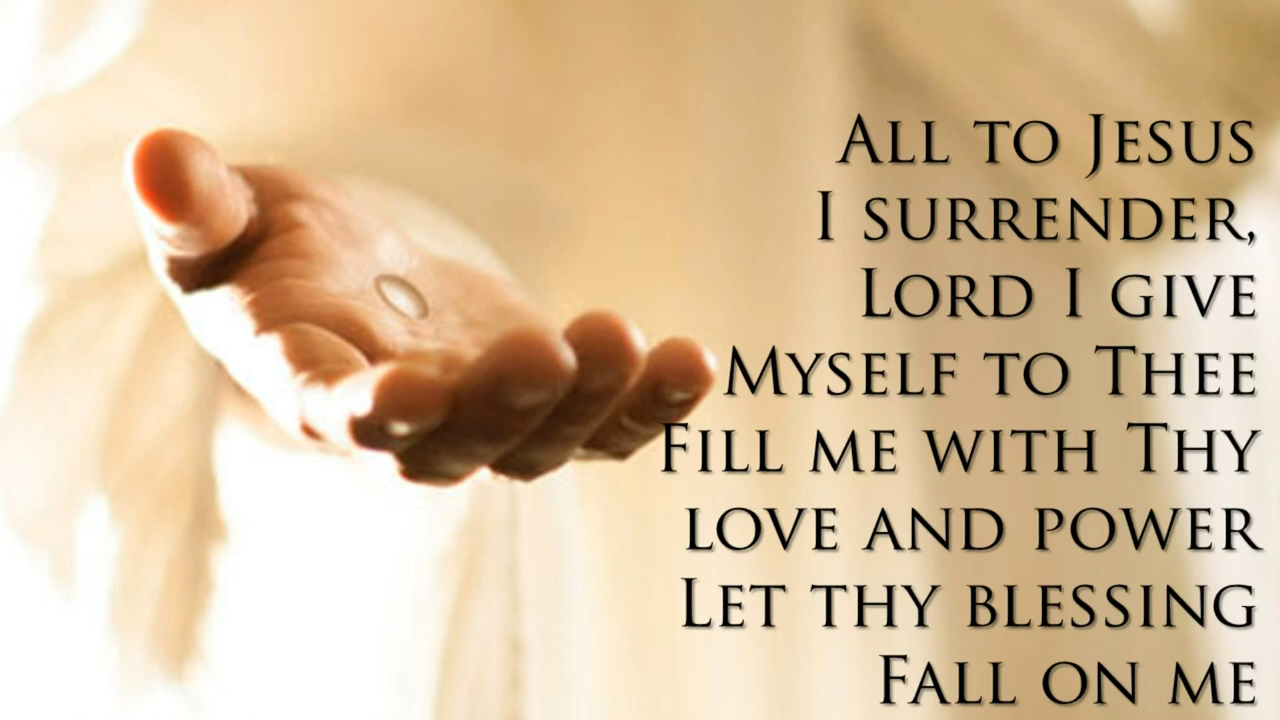 All to Jesus
I surrender,
Lord I give
Myself to Thee
Fill me with Thy
love and power
Let thy blessing
Fall on me